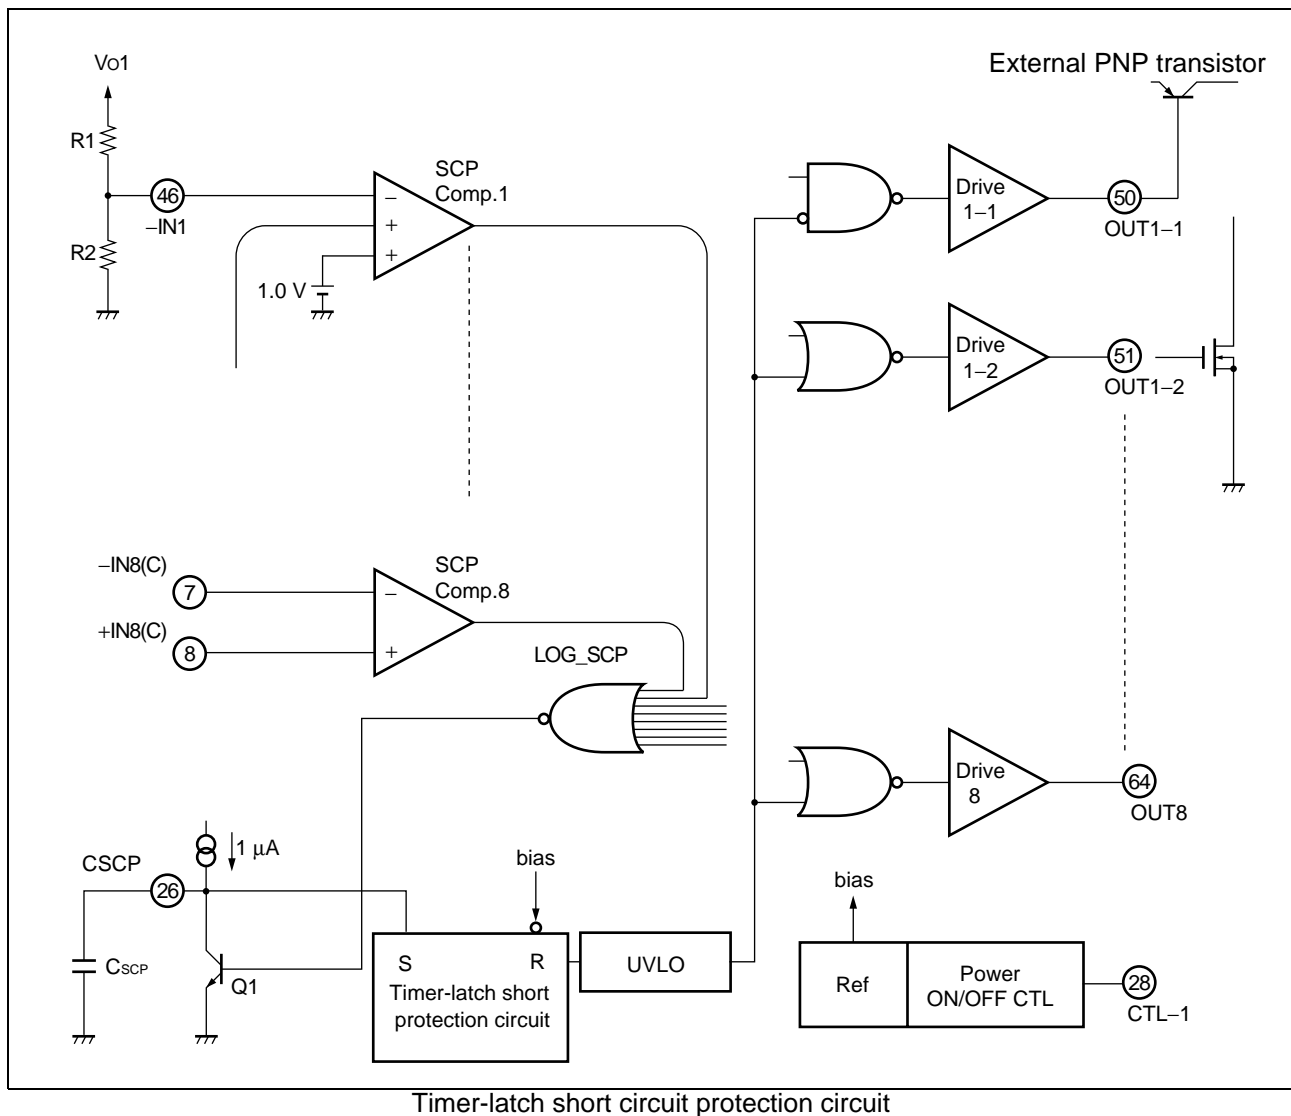 Vo1
External PNP transistor
R1
SCP
Comp.1
46
−IN1
−
+
+
R2
1.0 V
Drive
1−1
50
OUT1−1
Drive
1−2
51
OUT1−2
−IN8(C)
7
SCP
Comp.8
−
+IN8(C)
8
+
LOG_SCP
Drive
8
64
OUT8
1 μA
CSCP
26
bias
bias
CSCP
Q1
S
R
Timer-latch short
protection circuit
UVLO
Ref
Power
ON/OFF CTL
28
CTL−1
Timer-latch short circuit protection circuit